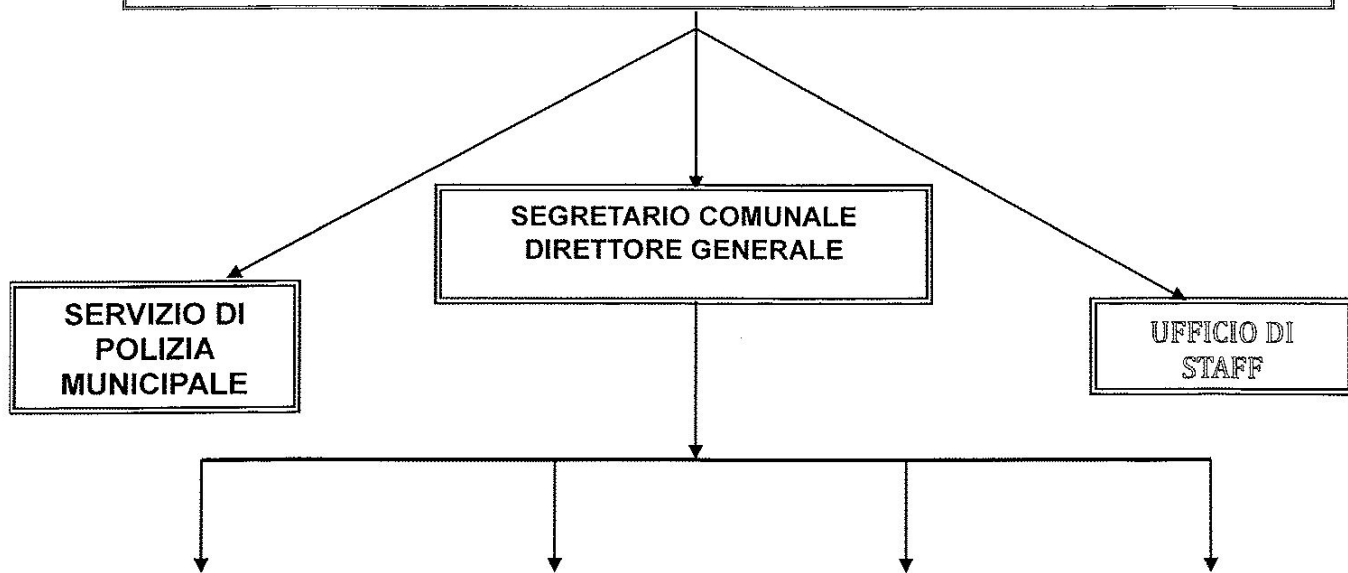 SEGRETARIO COMUNALE
DIRETTORE GENERALE
SERVIZIO DI
POLIZIA
MUNICIPALE
UFFICIO DI
STAFF